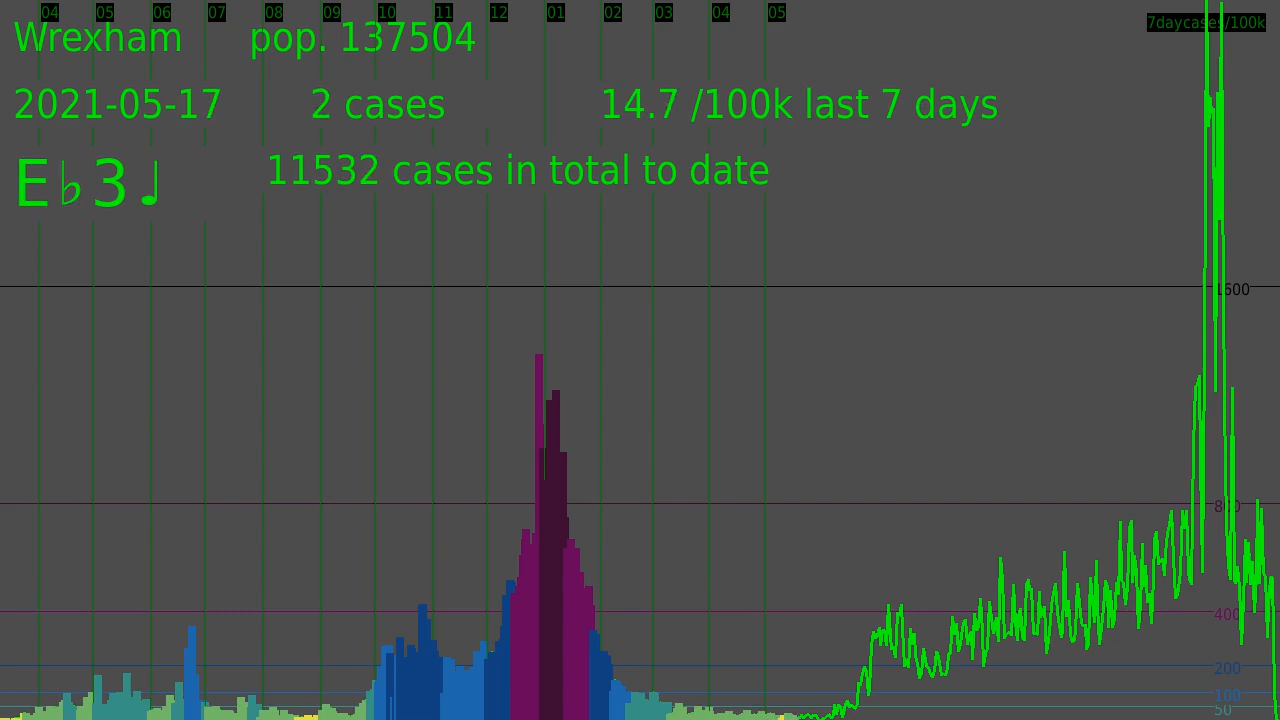 04 05 06 07 08 09 10 11 12 01 02 03 04 05
7daycases/100k
Wrexham pop. 137504
2021-05-17 2 cases 14.7 /100k last 7 days
E♭3♩ 11532 cases in total to date
1600
800
400
200
100
50